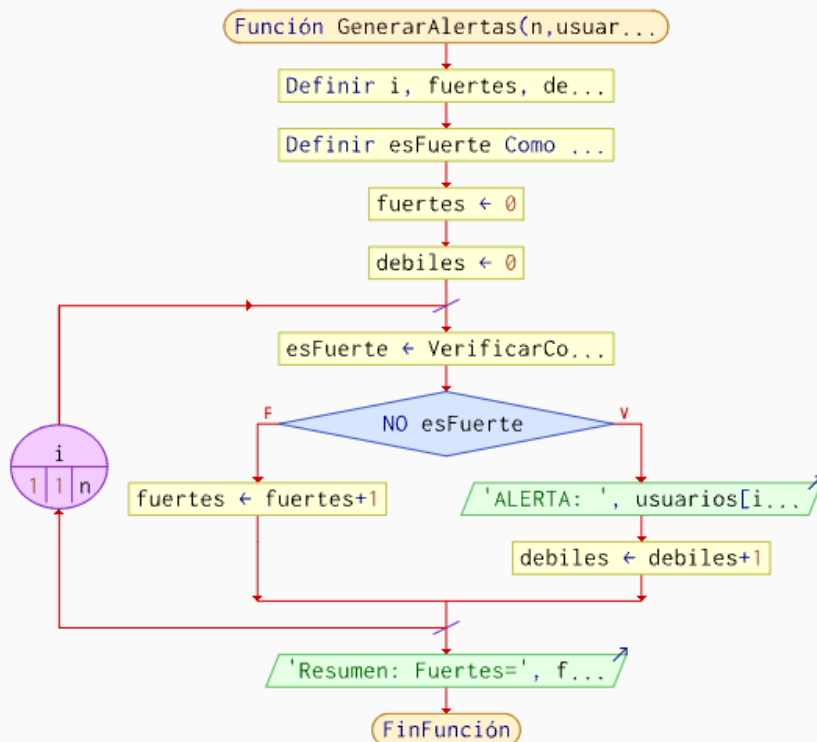 Función GenerarAlertas(n,usuar...
Definir i, fuertes, de...
Definir esFuerte Como ...
fuertes ← 0
debiles ← 0
esFuerte ← VerificarCo...
F
NO esFuerte
V
i
1 1 n
fuertes ← fuertes+1
'ALERTA: ', usuarios[i...
debiles ← debiles+1
'Resumen: Fuertes=', f...
FinFunción